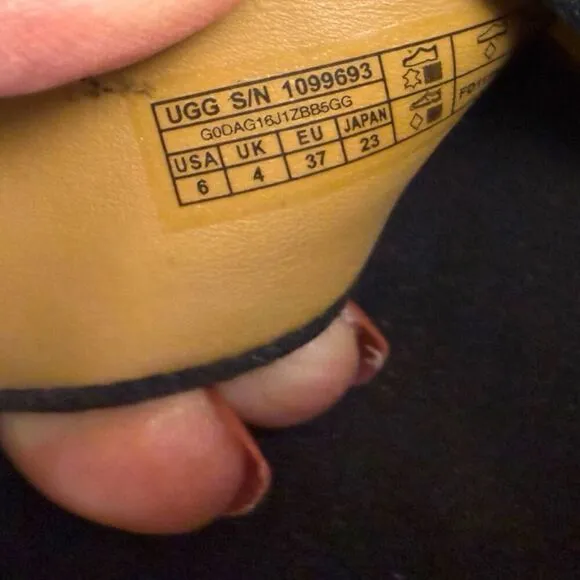 UGG S/N 1099693
G0DAG16J1ZBB5GG
USA UK EU JAPAN
6 4 37 23